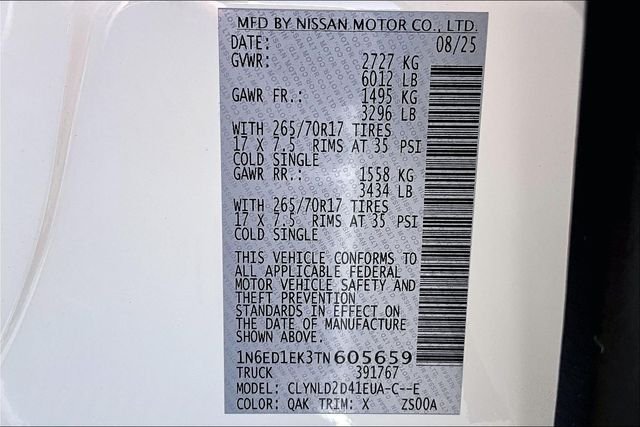 MFD BY NISSAN MOTOR CO., LTD.
DATE: 08/25
GVWR: 2727 KG
6012 LB
GAWR FR.: 1495 KG
3296 LB
WITH 265/70R17 TIRES
17 X 7.5 RIMS AT 35 PSI
COLD SINGLE
GAWR RR.: 1558 KG
3434 LB
WITH 265/70R17 TIRES
17 X 7.5 RIMS AT 35 PSI
COLD SINGLE
THIS VEHICLE CONFORMS TO
ALL APPLICABLE FEDERAL
MOTOR VEHICLE SAFETY AND
THEFT PREVENTION
STANDARDS IN EFFECT ON
THE DATE OF MANUFACTURE
SHOWN ABOVE.
1N6ED1EK3TN605659
TRUCK 391767
MODEL: CLYNLD2D41EUA-C--E
COLOR: QAK TRIM: X ZS00A